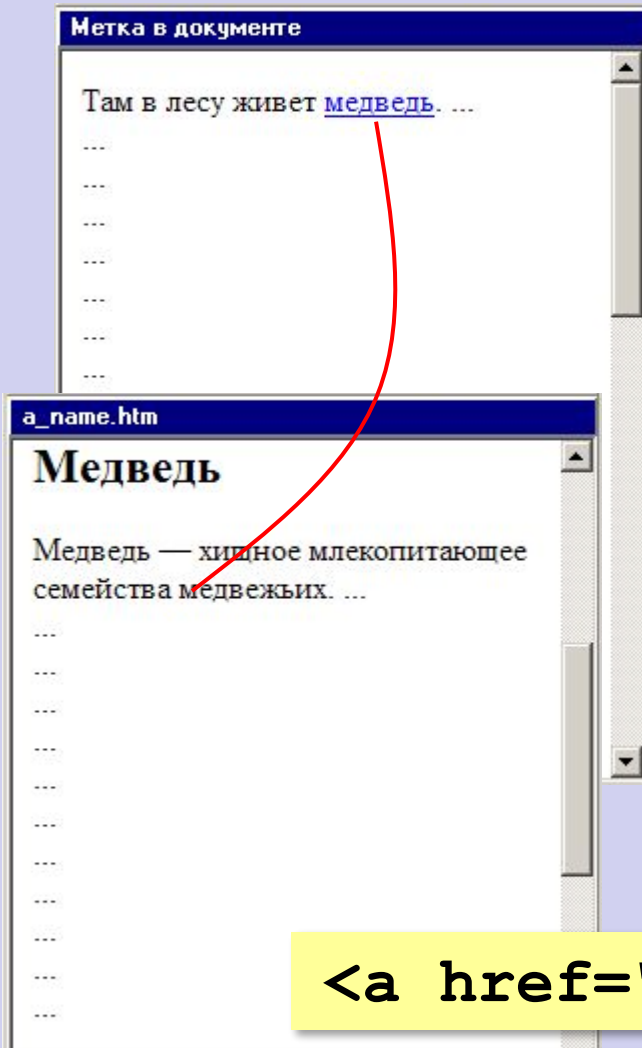 Метка в документе
Там в лесу живет медведь. ...
...
...
...
...
...
...
...
a_name.htm
Медведь
Медведь — хищное млекопитающее
семейства медвежьих. ...
...
...
...
...
...
...
...
...
...
...
...
<a href="